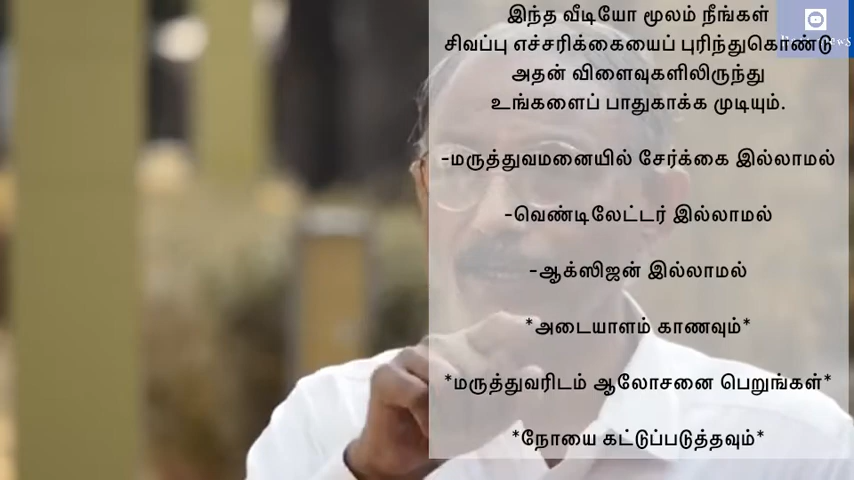 இந்த வீடியோ மூலம் நீங்கள்
சிவப்பு எச்சரிக்கையைப் புரிந்துகொண்டு
அதன் விளைவுகளிலிருந்து
உங்களைப் பாதுகாக்க முடியும்.
-மருத்துவமனையில் சேர்க்கை இல்லாமல்
-வெண்டிலேட்டர் இல்லாமல்
-ஆக்ஸிஜன் இல்லாமல்
*அடையாளம் காணவும்*
*மருத்துவரிடம் ஆலோசனை பெறுங்கள்*
*நோயை கட்டுப்படுத்தவும்*